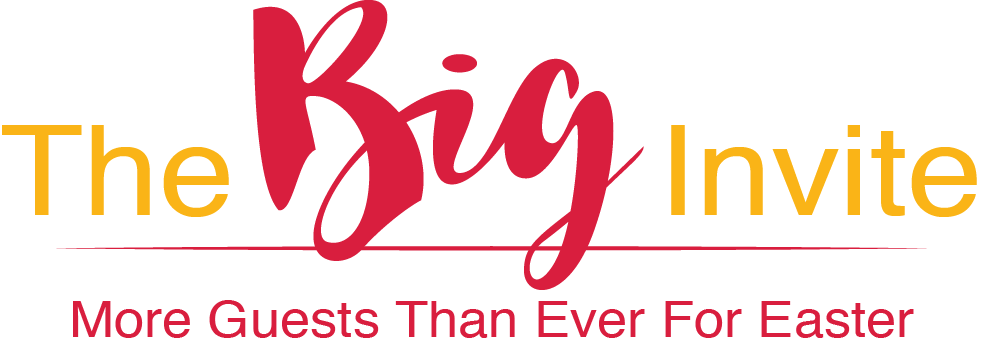 The Big Invite
More Guests Than Ever For Easter